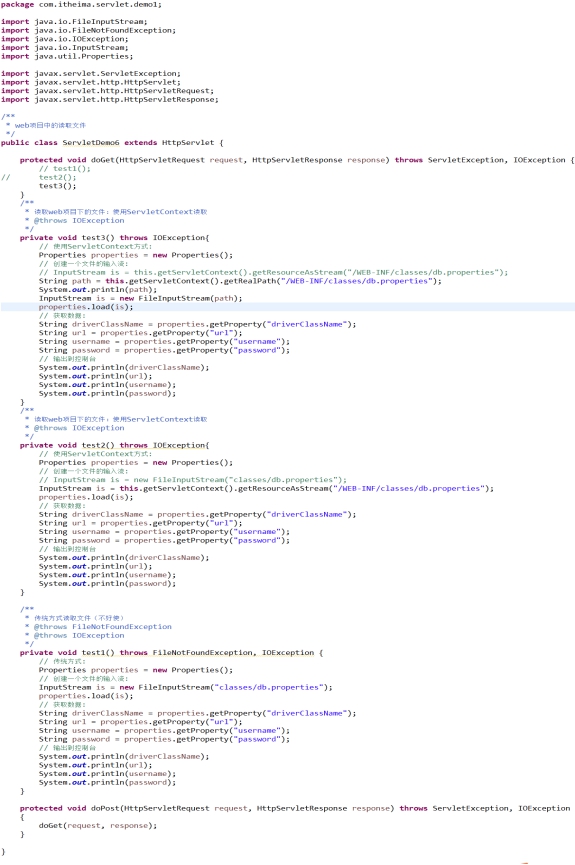 package com.itheima.servlet.demo1;
import java.io.FileInputStream;
import java.io.FileNotFoundException;
import java.io.IOException;
import java.io.InputStream;
import java.util.Properties;
import javax.servlet.ServletException;
import javax.servlet.http.HttpServlet;
import javax.servlet.http.HttpServletRequest;
import javax.servlet.http.HttpServletResponse;
/**
 * web项目中的读取文件
 */
public class ServletDemo6 extends HttpServlet {
    protected void doGet(HttpServletRequest request, HttpServletResponse response) throws ServletException, IOException {
        // test1();
//      test2();
        test3();
    }
    /**
     * 读取web项目下的文件：使用ServletContext读取
     * @throws IOException
     */
    private void test3() throws IOException{
        // 使用ServletContext方式:
        Properties properties = new Properties();
        // 创建一个文件的输入流:
        // InputStream is = this.getServletContext().getResourceAsStream("/WEB-INF/classes/db.properties");
        String path = this.getServletContext().getRealPath("/WEB-INF/classes/db.properties");
        System.out.println(path);
        InputStream is = new FileInputStream(path);
        properties.load(is);
        // 获取数据:
        String driverClassName = properties.getProperty("driverClassName");
        String url = properties.getProperty("url");
        String username = properties.getProperty("username");
        String password = properties.getProperty("password");
        // 输出到控制台
        System.out.println(driverClassName);
        System.out.println(url);
        System.out.println(username);
        System.out.println(password);
    }
    /**
     * 读取web项目下的文件：使用ServletContext读取
     * @throws IOException
     */
    private void test2() throws IOException{
        // 使用ServletContext方式:
        Properties properties = new Properties();
        // 创建一个文件的输入流:
        // InputStream is = new FileInputStream("classes/db.properties");
        InputStream is = this.getServletContext().getResourceAsStream("/WEB-INF/classes/db.properties");
        properties.load(is);
        // 获取数据:
        String driverClassName = properties.getProperty("driverClassName");
        String url = properties.getProperty("url");
        String username = properties.getProperty("username");
        String password = properties.getProperty("password");
        // 输出到控制台
        System.out.println(driverClassName);
        System.out.println(url);
        System.out.println(username);
        System.out.println(password);
    }
    /**
     * 传统方式读取文件（不好使）
     * @throws FileNotFoundException
     * @throws IOException
     */
    private void test1() throws FileNotFoundException, IOException {
        // 传统方式:
        Properties properties = new Properties();
        // 创建一个文件的输入流:
        InputStream is = new FileInputStream("classes/db.properties");
        properties.load(is);
        // 获取数据:
        String driverClassName = properties.getProperty("driverClassName");
        String url = properties.getProperty("url");
        String username = properties.getProperty("username");
        String password = properties.getProperty("password");
        // 输出到控制台
        System.out.println(driverClassName);
        System.out.println(url);
        System.out.println(username);
        System.out.println(password);
    }
    protected void doPost(HttpServletRequest request, HttpServletResponse response) throws ServletException, IOException
    {
        doGet(request, response);
    }
}